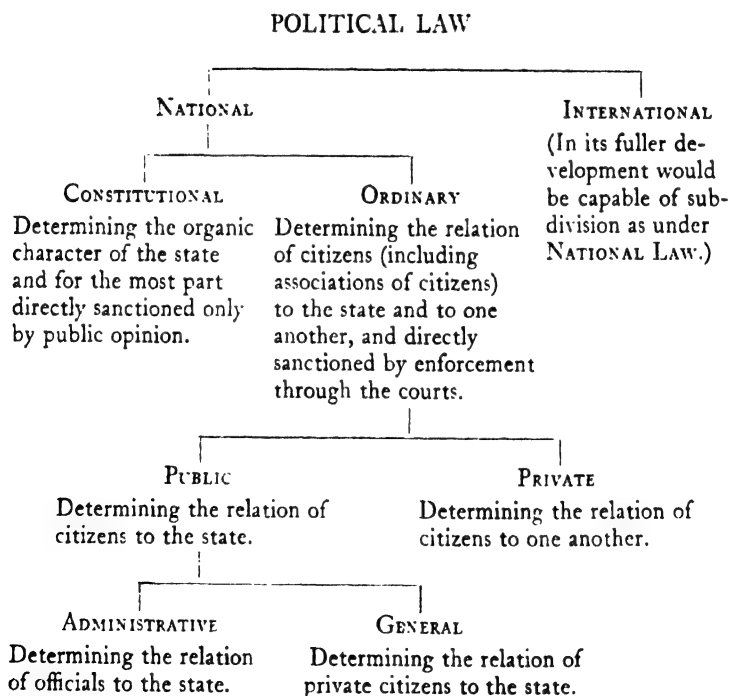 POLITICAL LAW
NATIONAL
INTERNATIONAL
(In its fuller de-
velopment would
be capable of sub-
division as under
NATIONAL LAW.)
CONSTITUTIONAL
Determining the organic
character of the state
and for the most part
directly sanctioned only
by public opinion.
ORDINARY
Determining the relation
of citizens (including
associations of citizens)
to the state and to one
another, and directly
sanctioned by enforcement
through the courts.
PUBLIC
Determining the relation of
citizens to the state.
PRIVATE
Determining the relation of
citizens to one another.
ADMINISTRATIVE
Determining the relation
of officials to the state.
GENERAL
Determining the relation of
private citizens to the state.